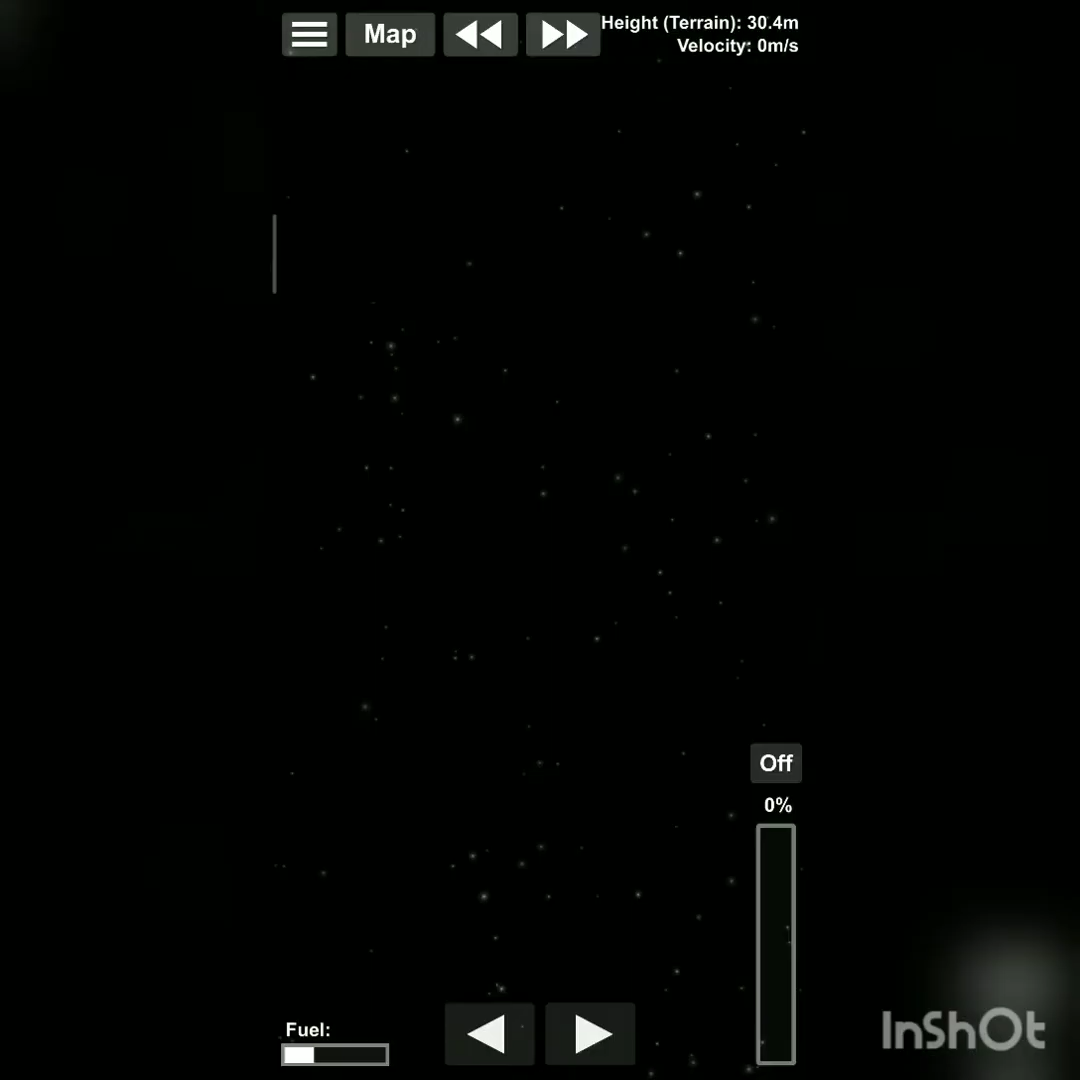 Map
Height (Terrain): 30.4m
Velocity: 0m/s
Off
0%
Fuel:
InShOt